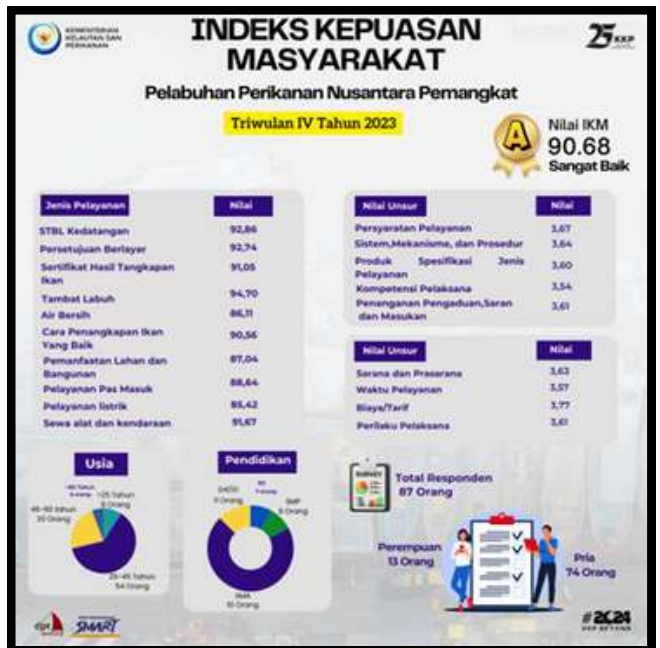 KEMENTERIAN
KELAUTAN DAN
PERIKANAN
INDEKS KEPUASAN
MASYARAKAT
25 KKP
Pelabuhan Perikanan Nusantara Pemangkat
Triwulan IV Tahun 2023
A
Nilai IKM
90.68
Sangat Baik
Jenis Pelayanan Nilai
STBL Kedatangan 92,86
Persetujuan Berlayar 92,74
Sertifikat Hasil Tangkapan
Ikan 91,05
Tambat Labuh 94,70
Air Bersih 86,11
Cara Penangkapan Ikan
Yang Baik 90,56
Pemanfaatan Lahan dan
Bangunan 87,04
Pelayanan Pas Masuk 88,64
Pelayanan listrik 85,42
Sewa alat dan kendaraan 91,67
Nilai Unsur Nilai
Persyaratan Pelayanan 3,67
Sistem,Mekanisme, dan Prosedur 3,64
Produk Spesifikasi Jenis
Pelayanan 3,60
Kompetensi Pelaksana 3,54
Penanganan Pengaduan,Saran
dan Masukan 3,61
Nilai Unsur Nilai
Sarana dan Prasarana 3,63
Waktu Pelayanan 3,57
Biaya/Tarif 3,77
Perilaku Pelaksana 3,61
Usia
<25 Tahun
46-60 tahun
20 Orang
26-45 Tahun
54 Orang
Pendidikan
SD
SMP
SMA
SURVEY
Total Responden
87 Orang
Perempuan
13 Orang
Pria
74 Orang
SMART
#2024